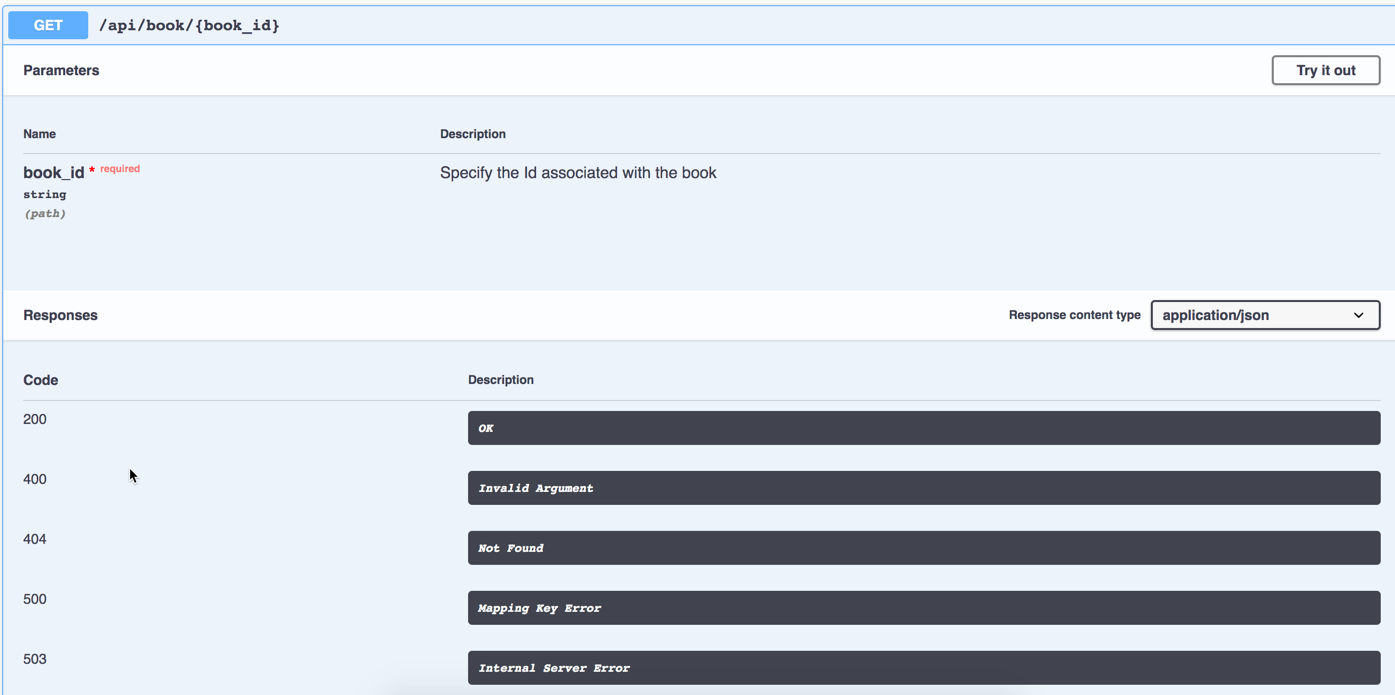 GET /api/book/{book_id}
Parameters Try it out
Name Description
book_id * required Specify the Id associated with the book
string
(path)
Responses Response content type application/json
Code Description
200 OK
400 Invalid Argument
404 Not Found
500 Mapping Key Error
503 Internal Server Error